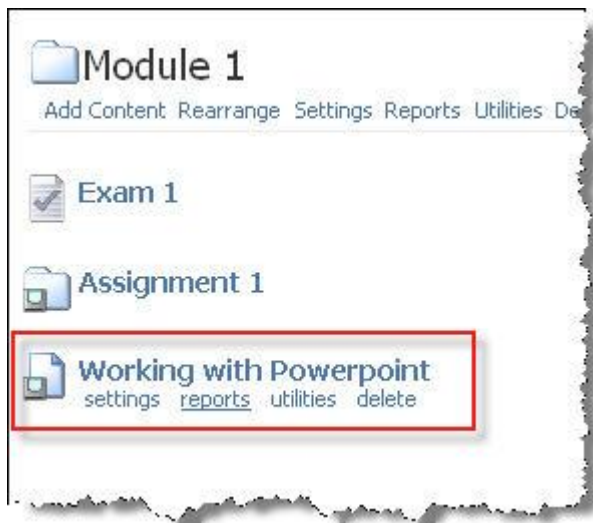 Module 1
Add Content Rearrange Settings Reports Utilities
Exam 1
Assignment 1
Working with Powerpoint
settings reports utilities delete